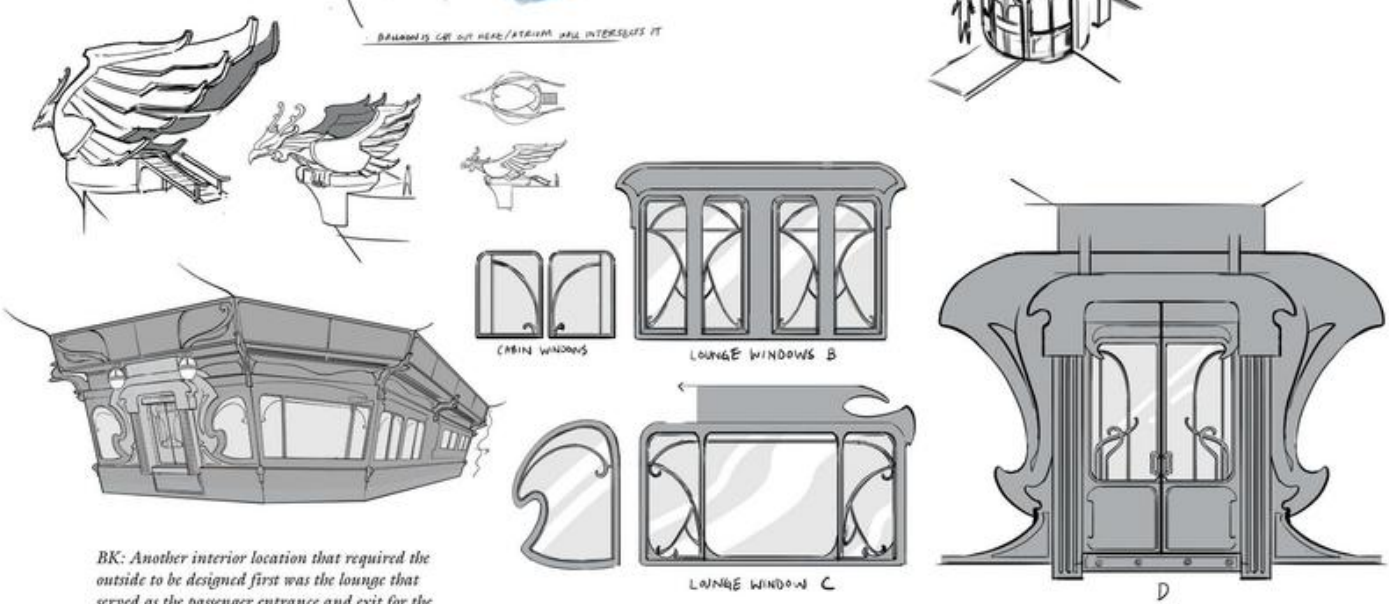 BALLOON IS CUT OUT HERE/ATRIUM WALL INTERSECTS IT
CABIN WINDOWS
LOUNGE WINDOWS B
LOUNGE WINDOW C
D
BK: Another interior location that required the
outside to be designed first was the lounge that
served as the passenger entrance and exit for the